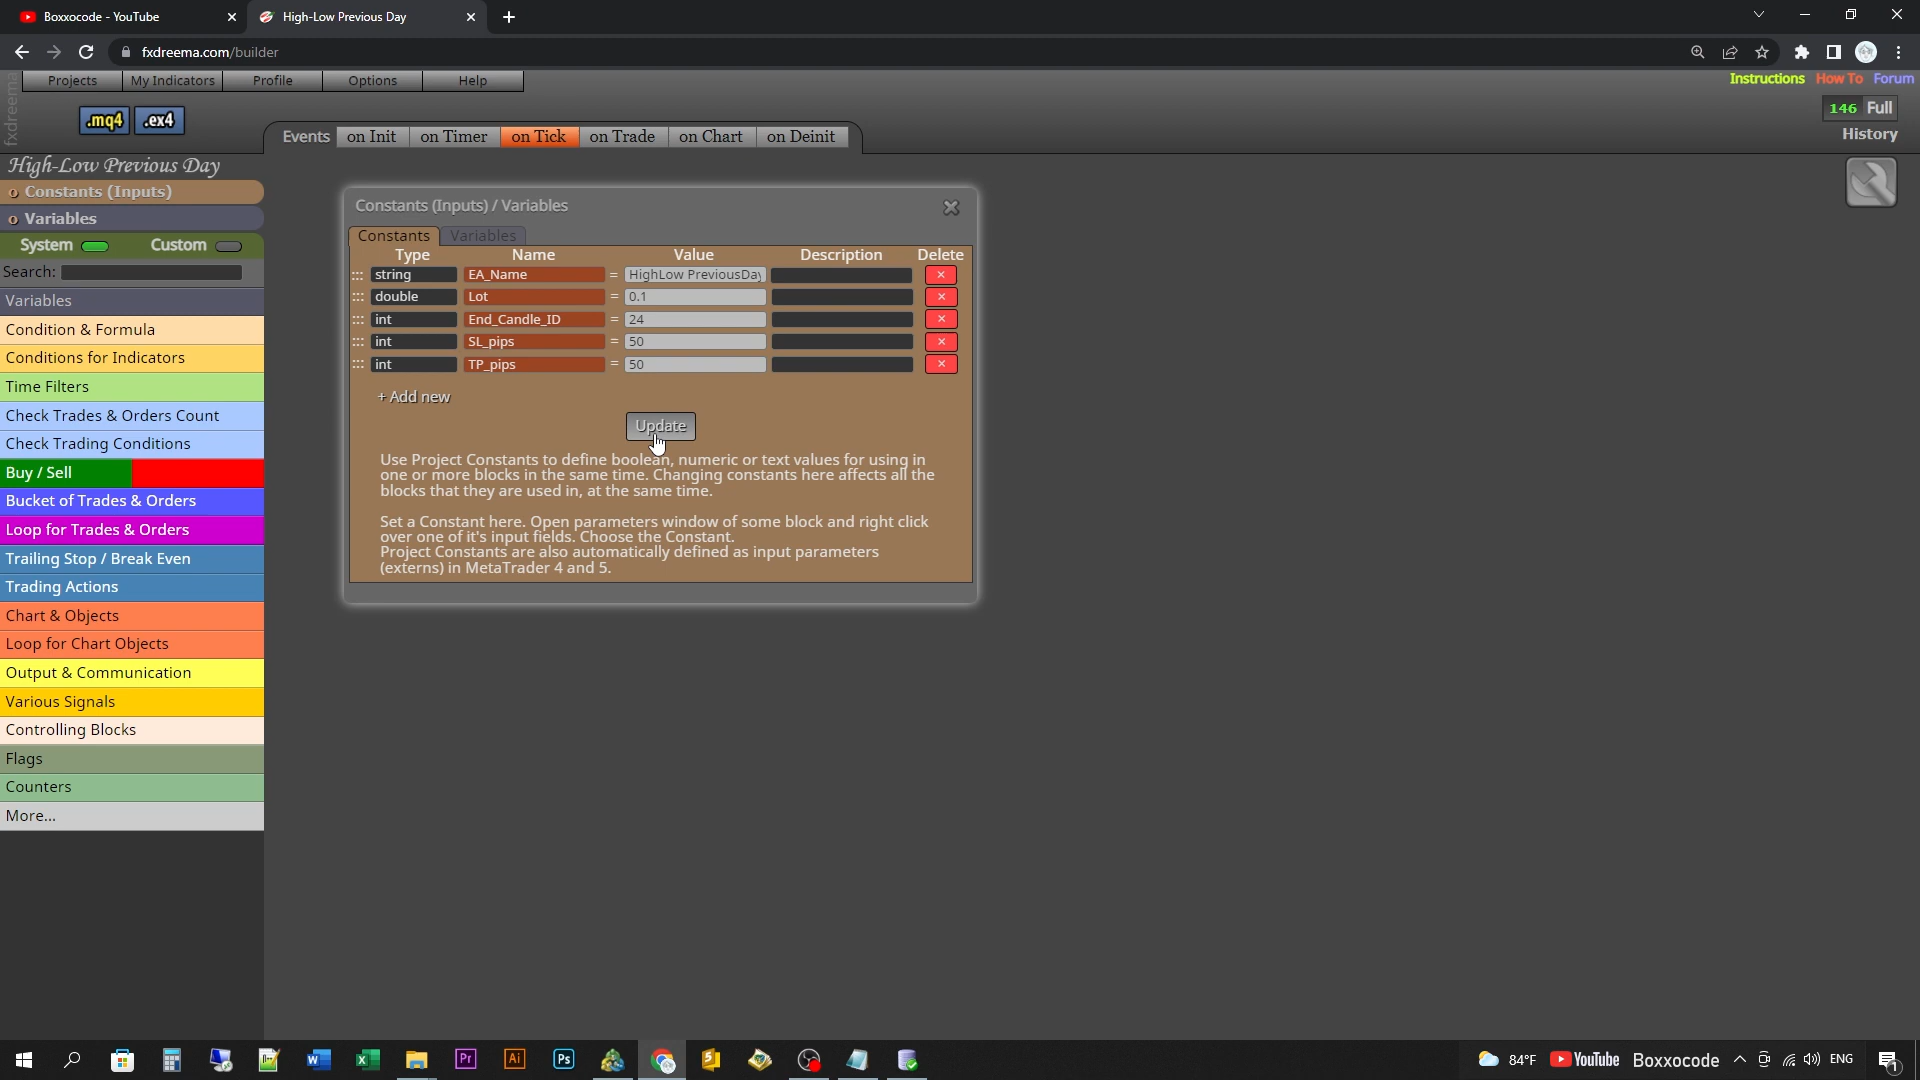 Boxxocode - YouTube
High-Low Previous Day
fxdreema.com/builder
fxdreema
Projects
My Indicators
Profile
Options
Help
Instructions
How To
Forum
.mq4
.ex4
146 Full
History
Events
on Init
on Timer
on Tick
on Trade
on Chart
on Deinit
High-Low Previous Day
Constants (Inputs)
Variables
System
Custom
Search:
Variables
Condition & Formula
Conditions for Indicators
Time Filters
Check Trades & Orders Count
Check Trading Conditions
Buy / Sell
Bucket of Trades & Orders
Loop for Trades & Orders
Trailing Stop / Break Even
Trading Actions
Chart & Objects
Loop for Chart Objects
Output & Communication
Various Signals
Controlling Blocks
Flags
Counters
More...
Constants (Inputs) / Variables
Constants
Variables
Type Name Value Description Delete
string EA_Name = HighLow PreviousDay
double Lot = 0.1
int End_Candle_ID = 24
int SL_pips = 50
int TP_pips = 50
+ Add new
Update
Use Project Constants to define boolean, numeric or text values for using in
one or more blocks in the same time. Changing constants here affects all the
blocks that they are used in, at the same time.
Set a Constant here. Open parameters window of some block and right click
over one of it's input fields. Choose the Constant.
Project Constants are also automatically defined as input parameters
(externs) in MetaTrader 4 and 5.
W
X
Pr
Ai
Ps
5
84°F
YouTube
Boxxocode
ENG
1